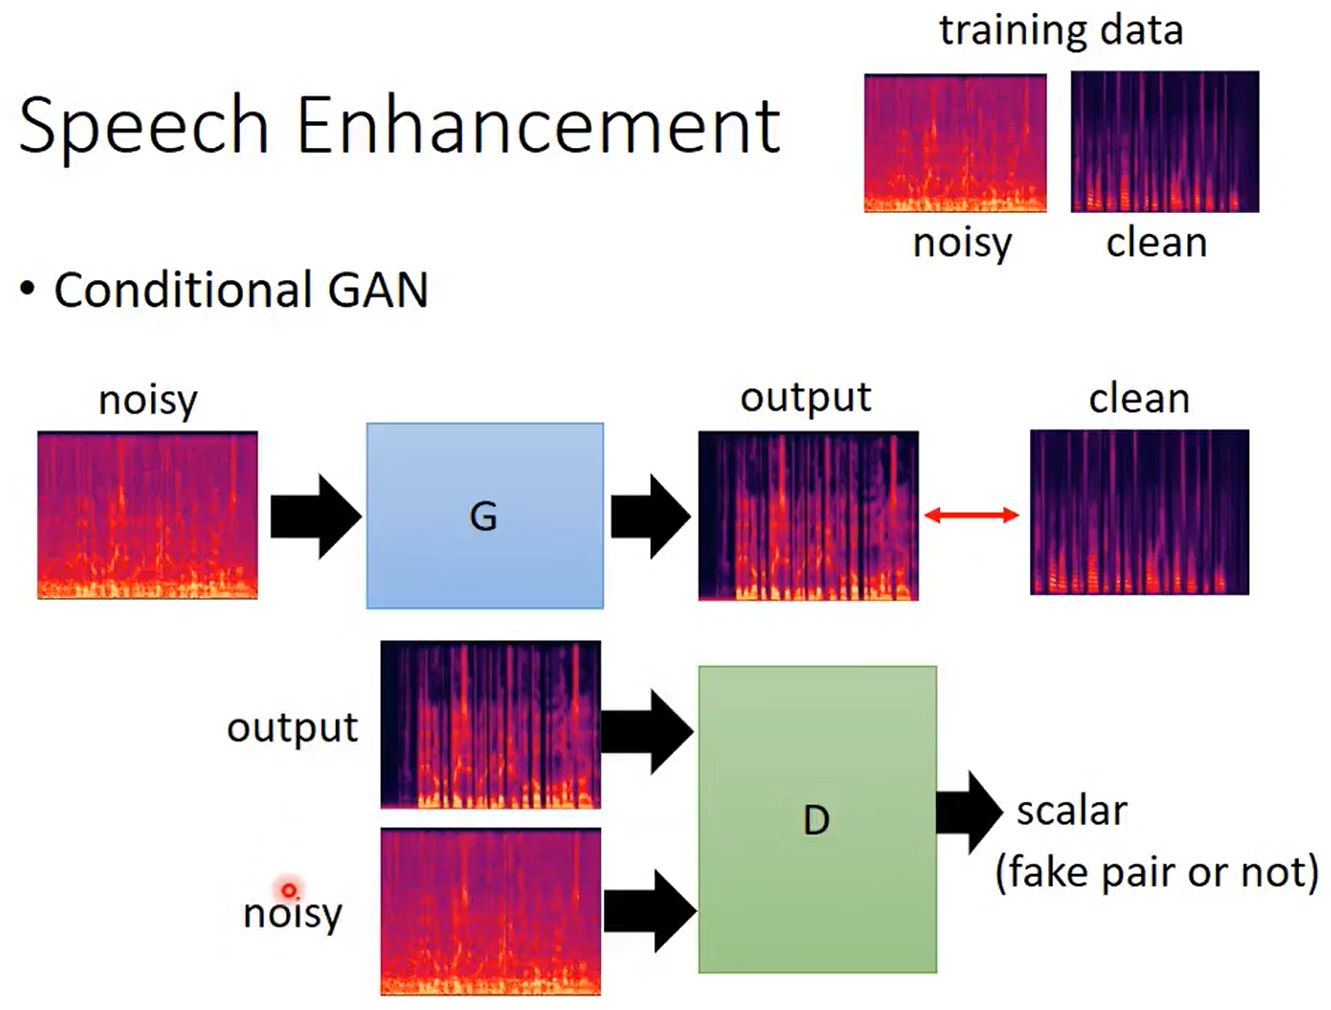 training data
Speech Enhancement
noisy
clean
• Conditional GAN
noisy
output
clean
G
output
noisy
D
scalar
(fake pair or not)